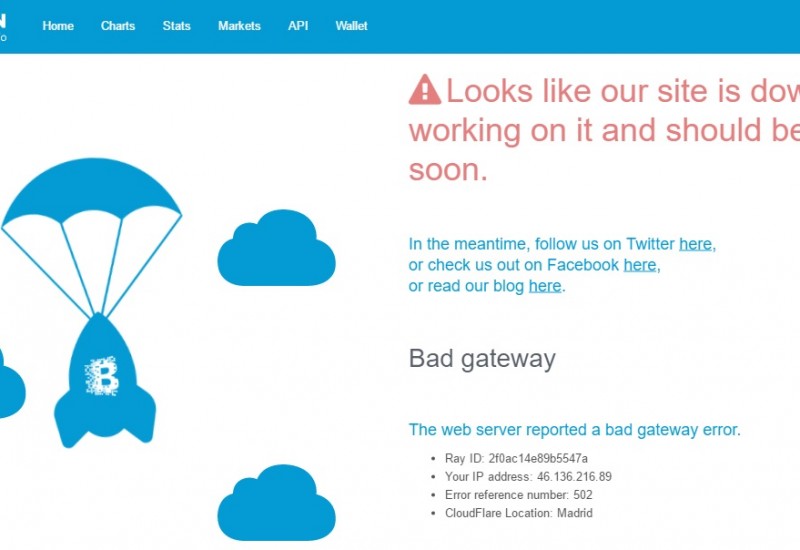 N
Home Charts Stats Markets API Wallet
O
Looks like our site is dow
working on it and should be
soon.
In the meantime, follow us on Twitter here,
or check us out on Facebook here,
or read our blog here.
B
Bad gateway
The web server reported a bad gateway error.
• Ray ID: 2f0ac14e89b5547a
• Your IP address: 46.136.216.89
• Error reference number: 502
• CloudFlare Location: Madrid